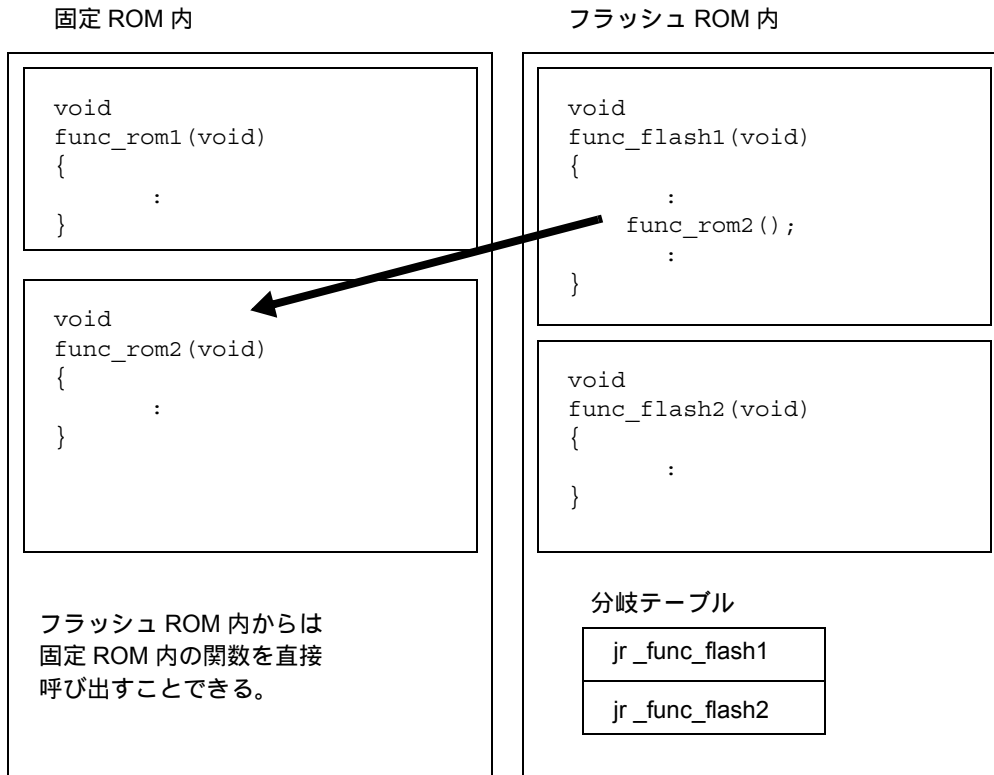 固定 ROM 内
void
func_rom1(void)
{
:
}
void
func_rom2(void)
{
:
}
フラッシュ ROM 内からは
固定 ROM 内の関数を直接
呼び出すことできる。
フラッシュ ROM 内
void
func_flash1(void)
{
:
func_rom2();
:
}
void
func_flash2(void)
{
:
}
分岐テーブル
jr _func_flash1
jr _func_flash2